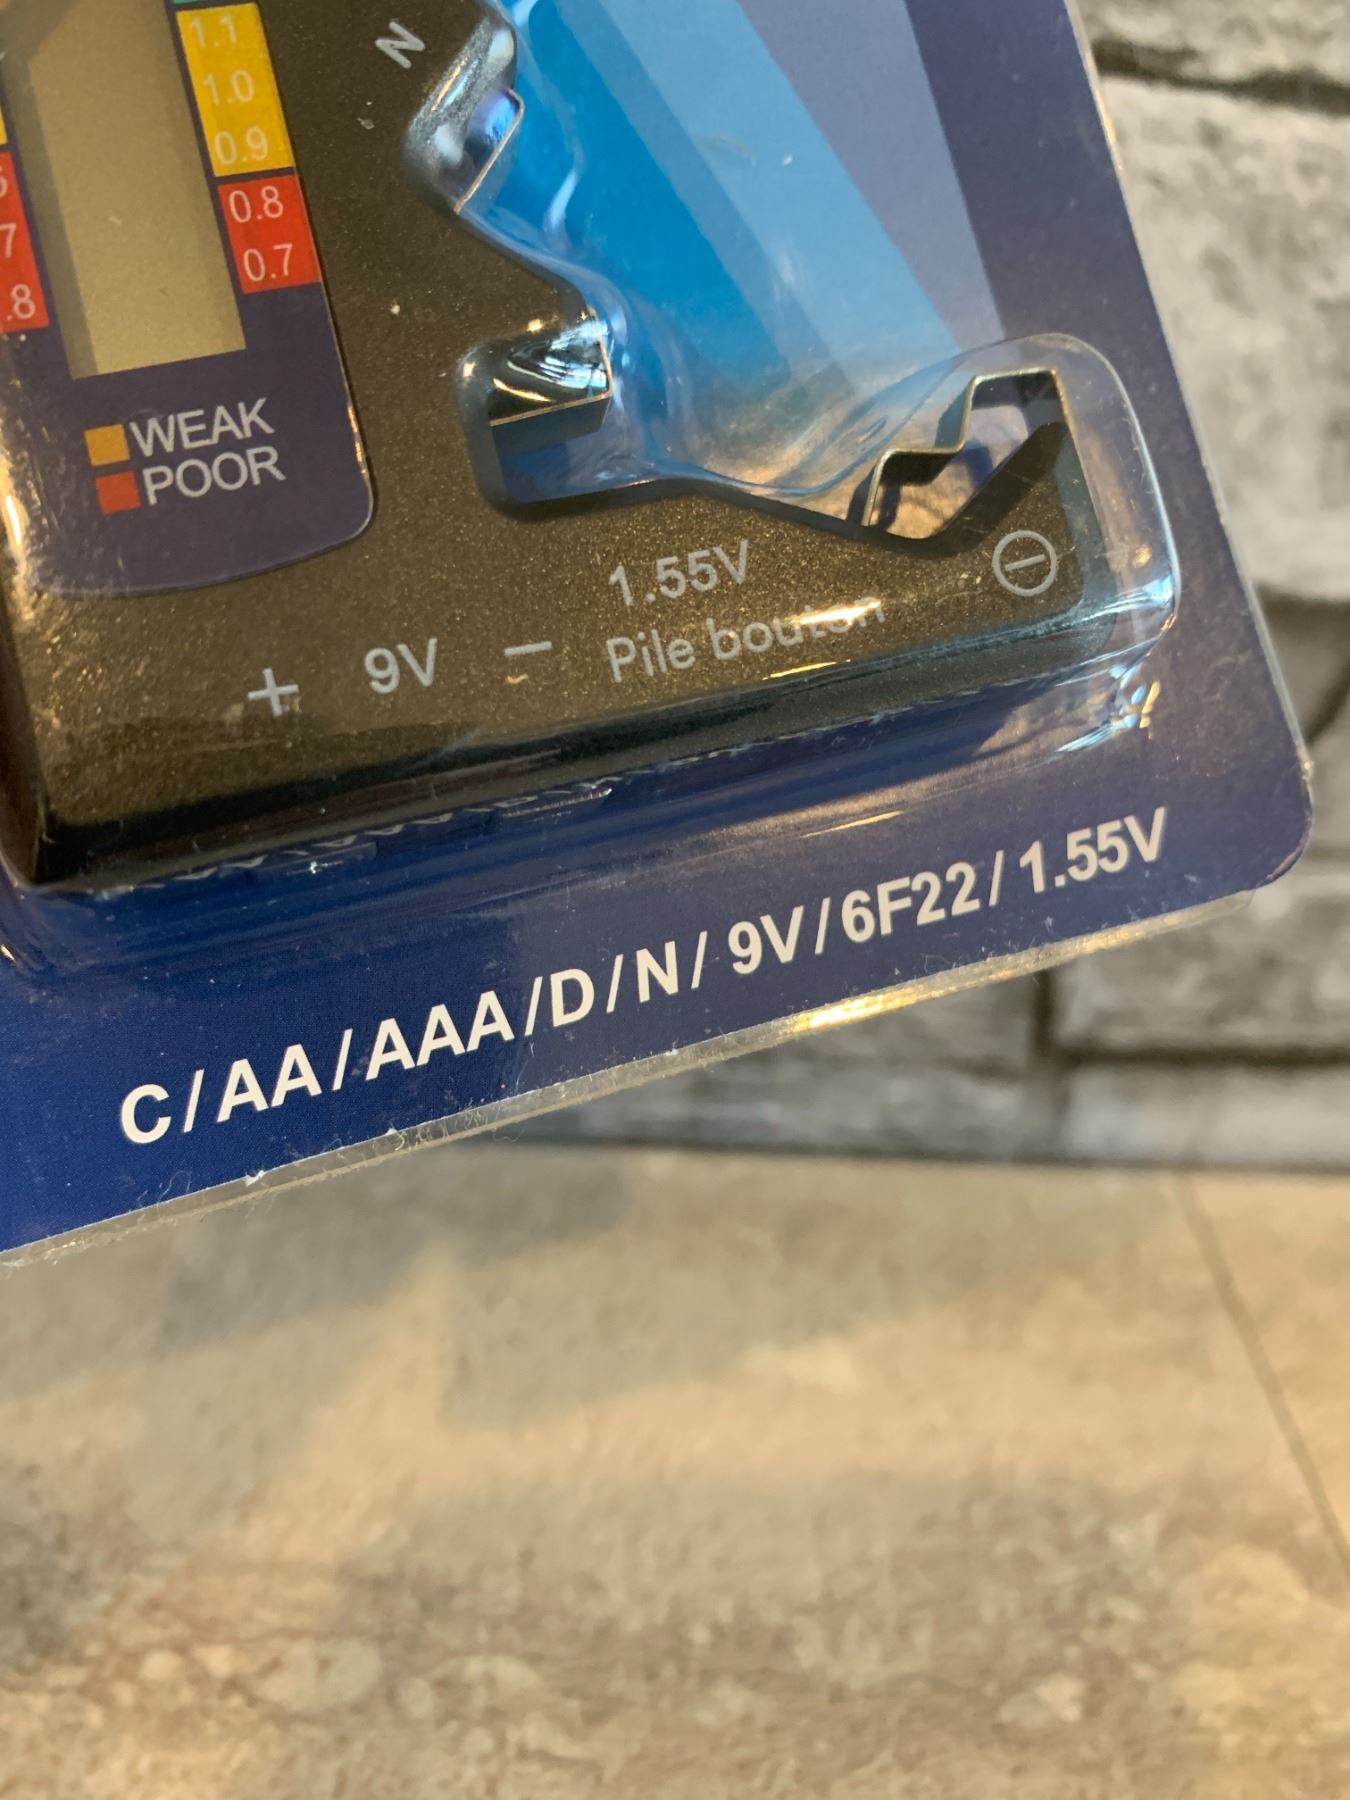 1.1
1.0
0.9
0.8
0.7
N
.8
WEAK
POOR
+ 9V −
1.55V
Pile bouton
C/AA/AAA/D/N/ 9V/6F22/1.55V